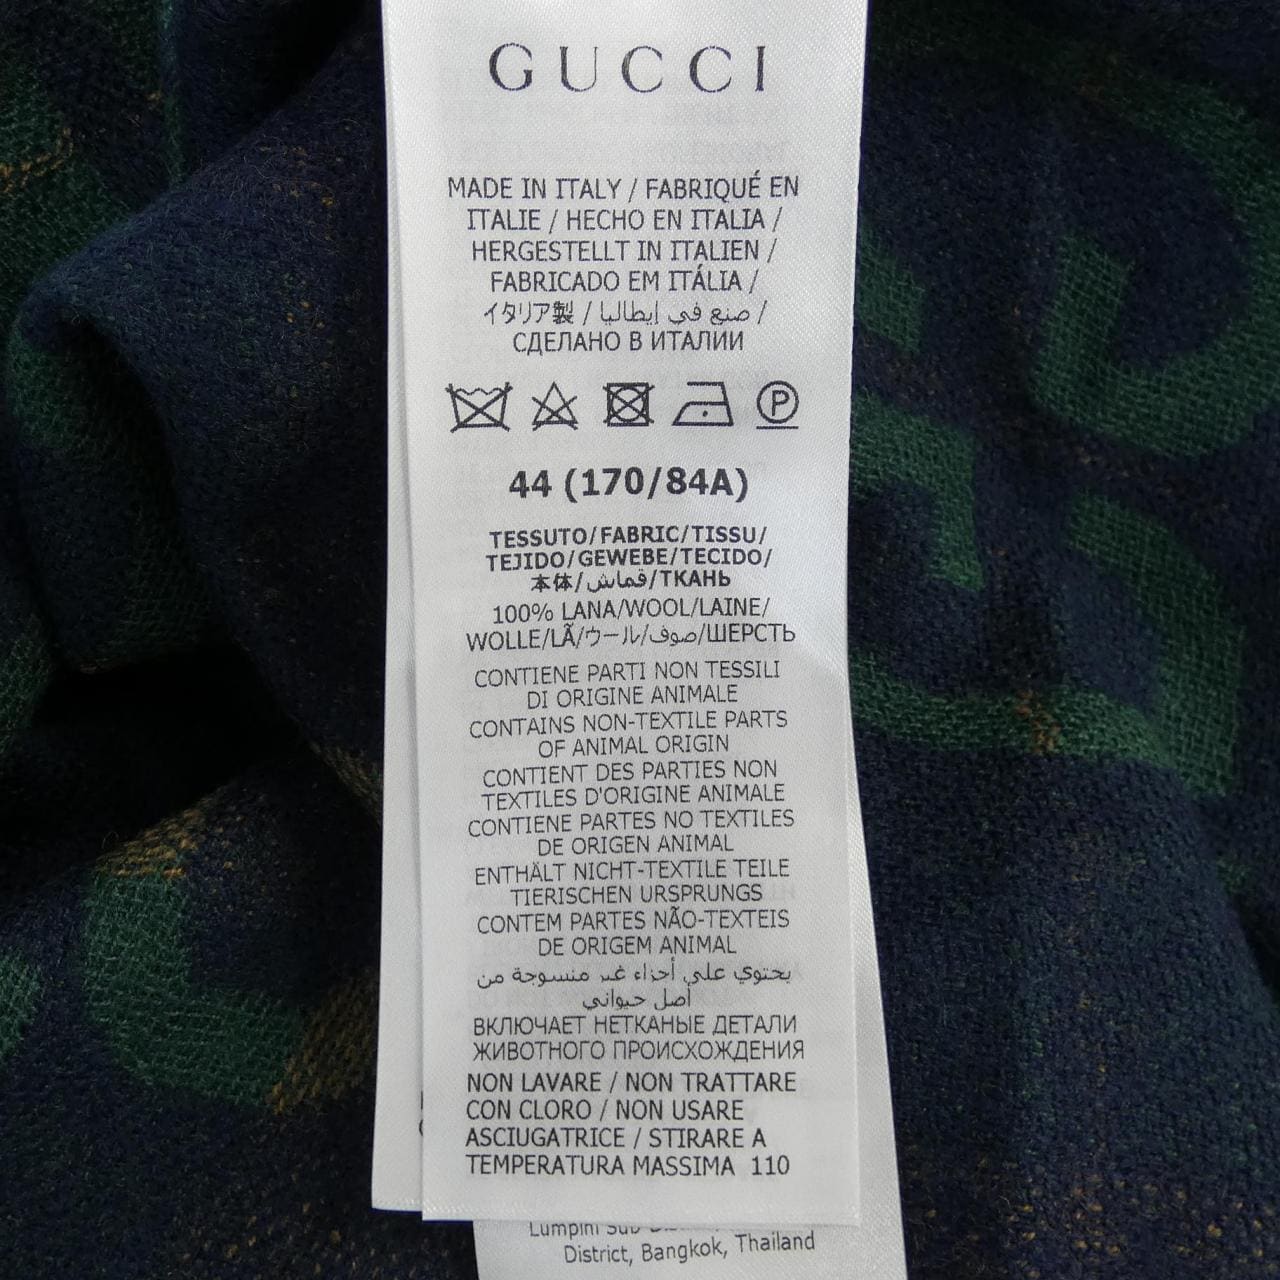 GUCCI
MADE IN ITALY / FABRIQUÉ EN
ITALIE / HECHO EN ITALIA /
HERGESTELLT IN ITALIEN /
FABRICADO EM ITÁLIA /
イタリア製 / صنع في إيطاليا /
СДЕЛАНО В ИТАЛИИ
P
44 (170/84A)
TESSUTO/FABRIC/TISSU/
TEJIDO/GEWEBE/TECIDO/
本体/قماش/ТКАНЬ
100% LANA/WOOL/LAINE/
WOLLE/LÃ/ウール/صوف/ШЕРСТЬ
CONTIENE PARTI NON TESSILI
DI ORIGINE ANIMALE
CONTAINS NON-TEXTILE PARTS
OF ANIMAL ORIGIN
CONTIENT DES PARTIES NON
TEXTILES D'ORIGINE ANIMALE
CONTIENE PARTES NO TEXTILES
DE ORIGEN ANIMAL
ENTHÄLT NICHT-TEXTILE TEILE
TIERISCHEN URSPRUNGS
CONTEM PARTES NÃO-TEXTEIS
DE ORIGEM ANIMAL
يحتوي على أجزاء غير منسوجة من
أصل حيواني
ВКЛЮЧАЕТ НЕТКАНЫЕ ДЕТАЛИ
ЖИВОТНОГО ПРОИСХОЖДЕНИЯ
NON LAVARE / NON TRATTARE
CON CLORO / NON USARE
ASCIUGATRICE / STIRARE A
TEMPERATURA MASSIMA 110
Lumpini Sub
District, Bangkok, Thailand